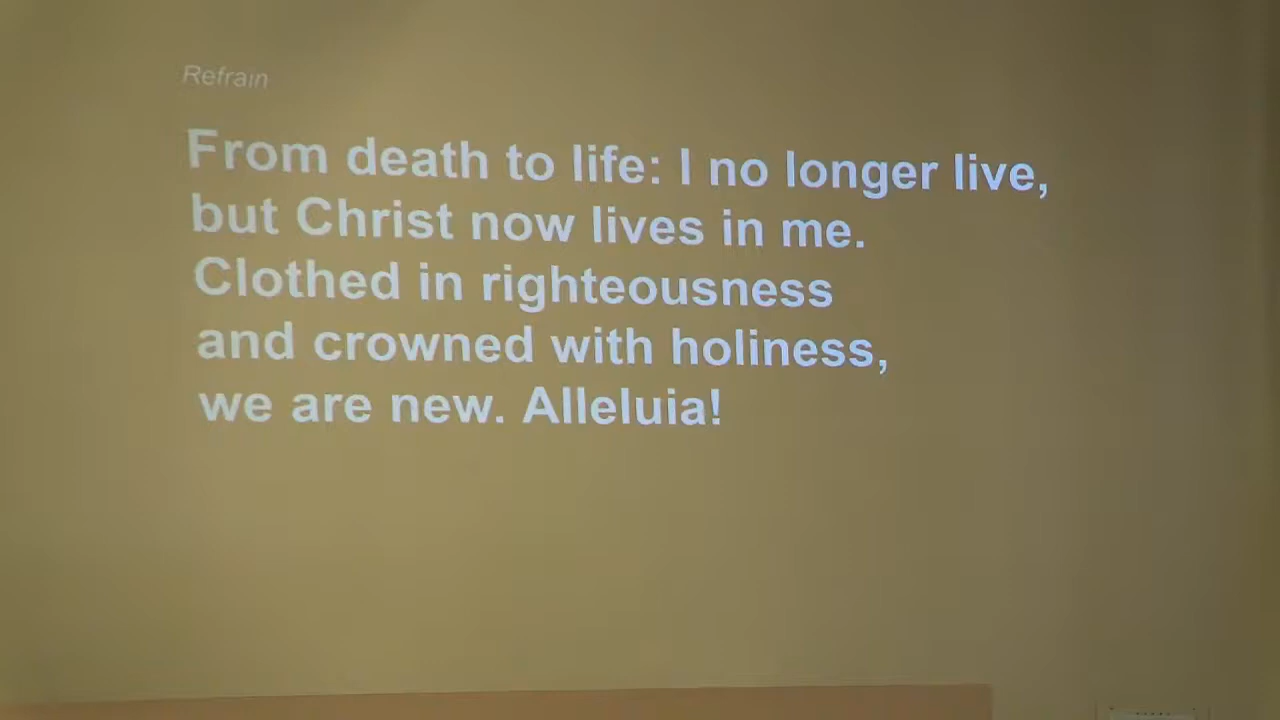 Refrain
From death to life: I no longer live,
but Christ now lives in me.
Clothed in righteousness
and crowned with holiness,
we are new. Alleluia!